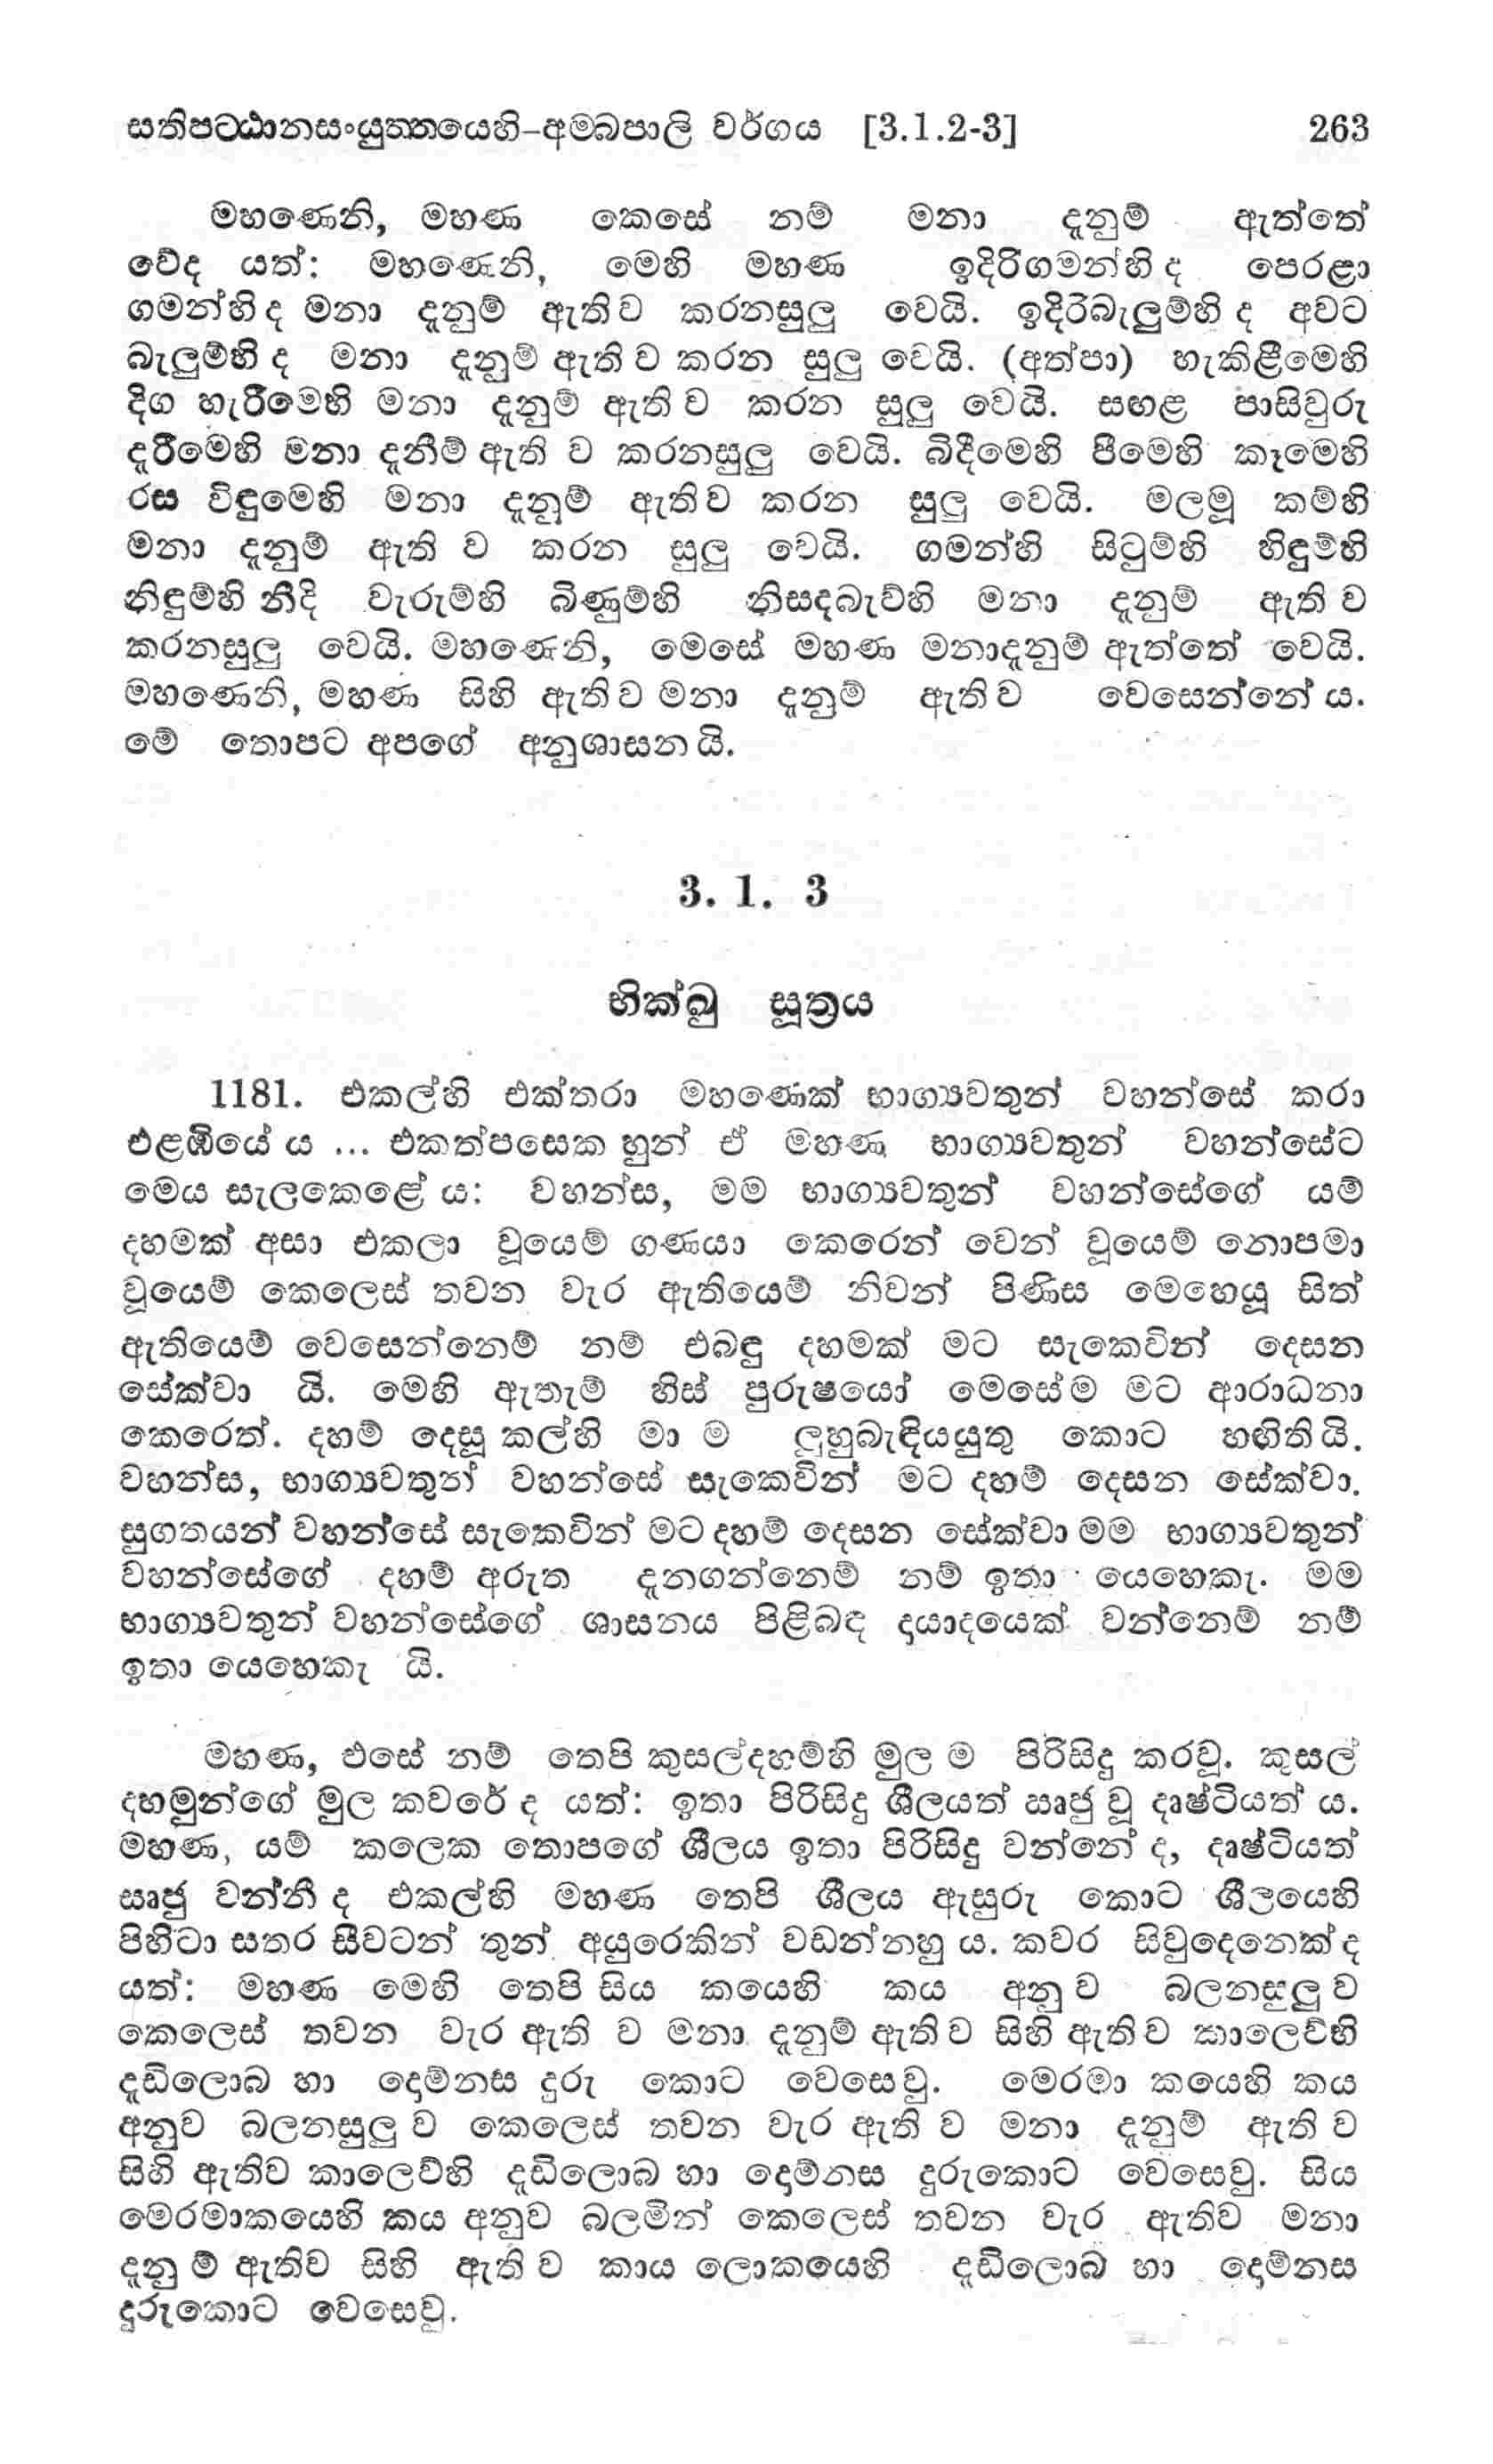 සතිපට්ඨානසංයුත්තයෙහි-අම්බපාලි වර්ගය [3.1.2-3] 263
මහණෙනි, මහණ කෙසේ නම් මනා දැනුම් ඇත්තේ
වේද යත්: මහණෙනි, මෙහි මහණ ඉදිරිගමන්හි ද පෙරළා
ගමන්හි ද මනා දැනුම් ඇතිව කරනසුලු වෙයි. ඉදිරිබැලුම්හි ද අවට
බැලුම්හි ද මනා දැනුම් ඇති ව කරන සුලු වෙයි. (අත්පා) හැකිළීමෙහි
දිග හැරීමෙහි මනා දැනුම් ඇති ව කරන සුලු වෙයි. සඟළ පාසිවුරු
දැරීමෙහි මනා දැනීම් ඇති ව කරනසුලු වෙයි. බිදීමෙහි පීමෙහි කෑමෙහි
රස විඳුමෙහි මනා දැනුම් ඇතිව කරන සුලු වෙයි. මලමූ කම්හි
මනා දැනුම් ඇති ව කරන සුලු වෙයි. ගමන්හි සිටුම්හි හිඳුම්හි
නිඳුම්හි නිදි වැරුම්හි බිණුම්හි නිසදබැව්හි මනා දැනුම් ඇති ව
කරනසුලු වෙයි. මහණෙනි, මෙසේ මහණ මනාදැනුම් ඇත්තේ වෙයි.
මහණෙනි, මහණ සිහි ඇතිව මනා දැනුම් ඇතිව වෙසෙන්නේ ය.
මේ තොපට අපගේ අනුශාසනයි.
3. 1. 3
භික්ඛු සූත්‍රය
1181. එකල්හි එක්තරා මහණෙක් භාග්‍යවතුන් වහන්සේ කරා
එළඹියේ ය ... එකත්පසෙක හුන් ඒ මහණ භාග්‍යවතුන් වහන්සේට
මෙය සැලකෙළේ ය: වහන්ස, මම භාග්‍යවතුන් වහන්සේගේ යම්
දහමක් අසා එකලා වූයෙම් ගණයා කෙරෙන් වෙන් වූයෙම් නොපමා
වූයෙම් කෙලෙස් තවන වැර ඇතියෙම් නිවන් පිණිස මෙහෙයූ සිත්
ඇතියෙම් වෙසෙන්නෙම් නම් එබඳු දහමක් මට සැකෙවින් දෙසන
සේක්වා යි. මෙහි ඇතැම් හිස් පුරුෂයෝ මෙසේම මට ආරාධනා
කෙරෙත්. දහම් දෙසූ කල්හි මා ම ලුහුබැඳියයුතු කොට හඟිති යි.
වහන්ස, භාග්‍යවතුන් වහන්සේ සැකෙවින් මට දහම් දෙසන සේක්වා.
සුගතයන් වහන්සේ සැකෙවින් මට දහම් දෙසන සේක්වා මම භාග්‍යවතුන්
වහන්සේගේ දහම් අරුත දැනගන්නෙම් නම් ඉතා යෙහෙකැ. මම
භාග්‍යවතුන් වහන්සේගේ ශාසනය පිළිබඳ දායාදයෙක් වන්නෙම් නම්
ඉතා යෙහෙකැ යි.
මහණ, එසේ නම් තෙපි කුසල්දහම්හි මුල ම පිරිසිදු කරවූ. කුසල්
දහමුන්ගේ මුල කවරේ ද යත්: ඉතා පිරිසිදු ශීලයත් ඍජු වූ දෘෂ්ටියත් ය.
මහණ, යම් කලෙක තොපගේ ශීලය ඉතා පිරිසිදු වන්නේ ද, දෘෂ්ටියත්
ඍජු වන්නී ද එකල්හි මහණ තෙපි ශීලය ඇසුරු කොට ශීලයෙහි
පිහිටා සතර සීවටන් තුන් අයුරෙකින් වඩන්නහු ය. කවර සිවුදෙනෙක් ද
යත්: මහණ මෙහි තෙපි සිය කයෙහි කය අනු ව බලනසුලු ව
කෙලෙස් තවන වැර ඇති ව මනා දැනුම් ඇතිව සිහි ඇතිව කාලෙව්හි
දැඩිලොබ හා දොම්නස දුරු කොට වෙසෙවු. මෙරමා කයෙහි කය
අනුව බලනසුලු ව කෙලෙස් තවන වැර ඇති ව මනා දැනුම් ඇති ව
සිහි ඇතිව කාලෙව්හි දැඩිලොබ හා දොම්නස දුරුකොට වෙසෙවු. සිය
මෙරමාකයෙහි කය අනුව බලමින් කෙලෙස් තවන වැර ඇතිව මනා
දැනු ම් ඇතිව සිහි ඇති ව කාය ලොකයෙහි දැඩිලොබ හා දොම්නස
දුරුකොට වෙසෙවු.